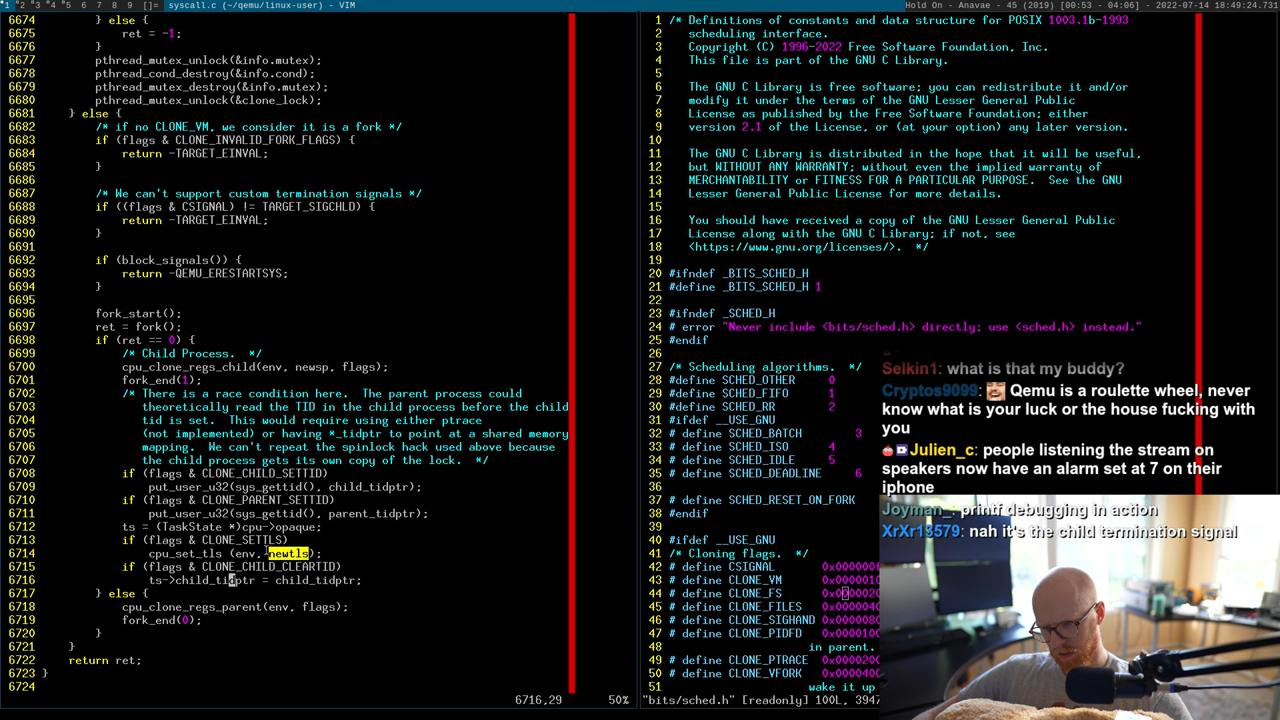 1 2 3 4 5 6 7 8 9 []= syscall.c (~/qemu/linux-user) - VIM
Hold On - Anavae - 45 (2019) [00:53 - 04:06] - 2022-07-14 18:49:24.731
6674 } else {
6675 ret = -1;
6676 }
6677 pthread_mutex_unlock(&info.mutex);
6678 pthread_cond_destroy(&info.cond);
6679 pthread_mutex_destroy(&info.mutex);
6680 pthread_mutex_unlock(&clone_lock);
6681 } else {
6682 /* if no CLONE_VM, we consider it is a fork */
6683 if (flags & CLONE_INVALID_FORK_FLAGS) {
6684 return -TARGET_EINVAL;
6685 }
6686
6687 /* We can't support custom termination signals */
6688 if ((flags & CSIGNAL) != TARGET_SIGCHLD) {
6689 return -TARGET_EINVAL;
6690 }
6691
6692 if (block_signals()) {
6693 return -QEMU_ERESTARTSYS;
6694 }
6695
6696 fork_start();
6697 ret = fork();
6698 if (ret == 0) {
6699 /* Child Process. */
6700 cpu_clone_regs_child(env, newsp, flags);
6701 fork_end(1);
6702 /* There is a race condition here. The parent process could
6703 theoretically read the TID in the child process before the child
6704 tid is set. This would require using either ptrace
6705 (not implemented) or having *_tidptr to point at a shared memory
6706 mapping. We can't repeat the spinlock hack used above because
6707 the child process gets its own copy of the lock. */
6708 if (flags & CLONE_CHILD_SETTID)
6709 put_user_u32(sys_gettid(), child_tidptr);
6710 if (flags & CLONE_PARENT_SETTID)
6711 put_user_u32(sys_gettid(), parent_tidptr);
6712 ts = (TaskState *)cpu->opaque;
6713 if (flags & CLONE_SETTLS)
6714 cpu_set_tls (env, newtls);
6715 if (flags & CLONE_CHILD_CLEARTID)
6716 ts->child_tidptr = child_tidptr;
6717 } else {
6718 cpu_clone_regs_parent(env, flags);
6719 fork_end(0);
6720 }
6721 }
6722 return ret;
6723 }
6724
6716,29 50%
1 /* Definitions of constants and data structure for POSIX 1003.1b-1993
2 scheduling interface.
3 Copyright (C) 1996-2022 Free Software Foundation, Inc.
4 This file is part of the GNU C Library.
5
6 The GNU C Library is free software; you can redistribute it and/or
7 modify it under the terms of the GNU Lesser General Public
8 License as published by the Free Software Foundation; either
9 version 2.1 of the License, or (at your option) any later version.
10
11 The GNU C Library is distributed in the hope that it will be useful,
12 but WITHOUT ANY WARRANTY; without even the implied warranty of
13 MERCHANTABILITY or FITNESS FOR A PARTICULAR PURPOSE. See the GNU
14 Lesser General Public License for more details.
15
16 You should have received a copy of the GNU Lesser General Public
17 License along with the GNU C Library; if not, see
18 <https://www.gnu.org/licenses/>. */
19
20 #ifndef _BITS_SCHED_H
21 #define _BITS_SCHED_H 1
22
23 #ifndef _SCHED_H
24 # error "Never include <bits/sched.h> directly; use <sched.h> instead."
25 #endif
26
27 /* Scheduling algorithms. */
28 #define SCHED_OTHER 0
29 #define SCHED_FIFO 1
30 #define SCHED_RR 2
31 #ifdef __USE_GNU
32 # define SCHED_BATCH 3
33 # define SCHED_ISO 4
34 # define SCHED_IDLE 5
35 # define SCHED_DEADLINE 6
36
37 # define SCHED_RESET_ON_FORK
38 #endif
39
40 #ifdef __USE_GNU
41 /* Cloning flags. */
42 # define CSIGNAL 0x000000f
43 # define CLONE_VM 0x0000010
44 # define CLONE_FS 0x0000020
45 # define CLONE_FILES 0x0000040
46 # define CLONE_SIGHAND 0x0000080
47 # define CLONE_PIDFD 0x0000100
48 in parent.
49 # define CLONE_PTRACE 0x0000200
50 # define CLONE_VFORK 0x0000400
51 wake it up
"bits/sched.h" [readonly] 100L, 3947
Selkin1: what is that my buddy?
Cryptos9099: Qemu is a roulette wheel, never
know what is your luck or the house fucking with
you
Julien_c: people listening the stream on
speakers now have an alarm set at 7 on their
iphone
Joyman_: printf debugging in action
XrXr13579: nah it's the child termination signal